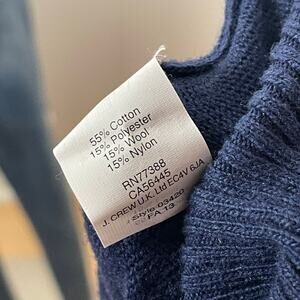 55% Cotton
15% Polyester
15% Wool
15% Nylon
RN77388
CA56445
J. CREW U.K. Ltd EC4V 6JA
Style 03420
FA 13